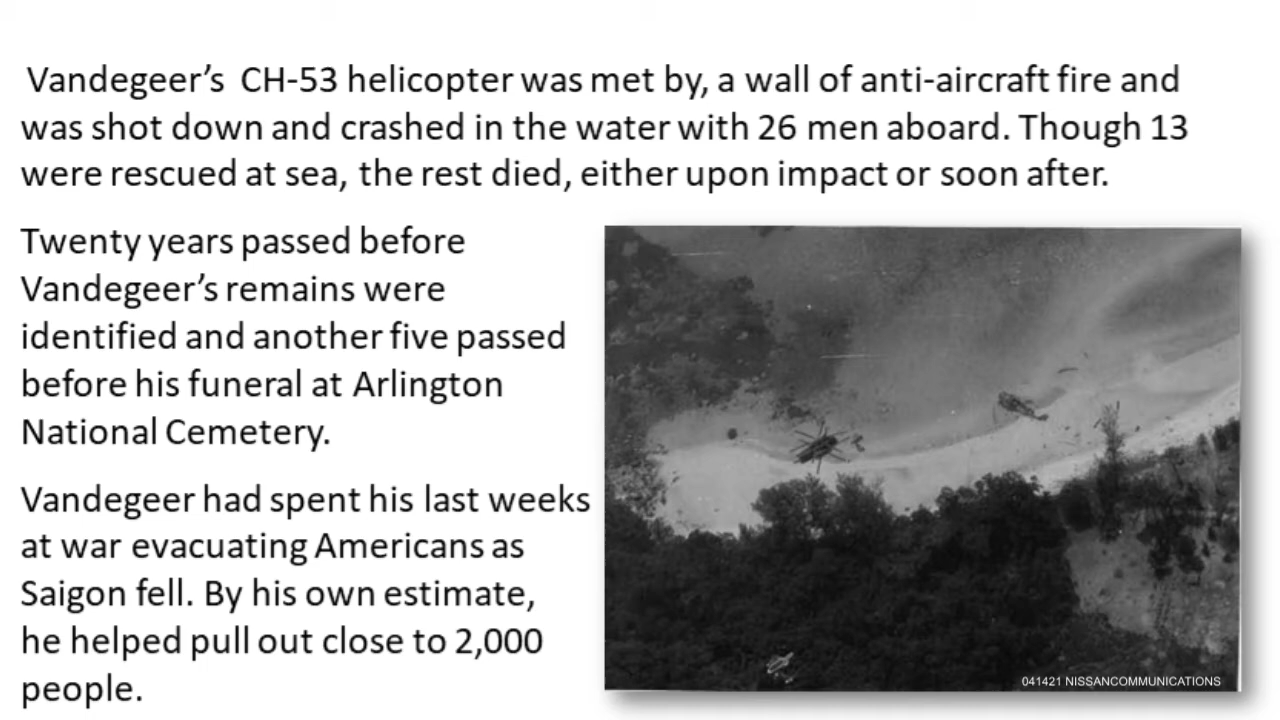 Vandegeer’s CH-53 helicopter was met by, a wall of anti-aircraft fire and
was shot down and crashed in the water with 26 men aboard. Though 13
were rescued at sea, the rest died, either upon impact or soon after.
Twenty years passed before
Vandegeer’s remains were
identified and another five passed
before his funeral at Arlington
National Cemetery.
Vandegeer had spent his last weeks
at war evacuating Americans as
Saigon fell. By his own estimate,
he helped pull out close to 2,000
people.
041421 NISSANCOMMUNICATIONS